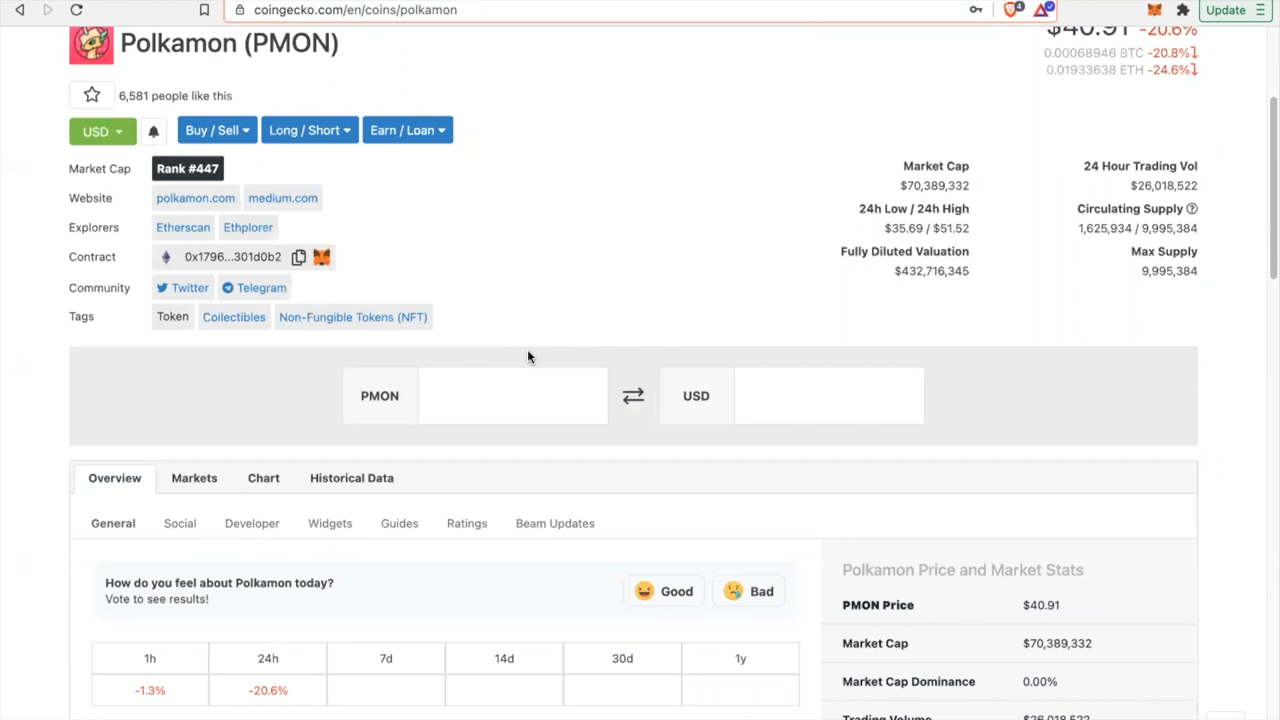 coingecko.com/en/coins/polkamon
4
Update
Polkamon (PMON)
$40.91 -20.6%
0.00068946 BTC -20.8%
0.01933638 ETH -24.6%
6,581 people like this
USD
Buy / Sell
Long / Short
Earn / Loan
Market Cap
Rank #447
Website
polkamon.com
medium.com
Explorers
Etherscan
Ethplorer
Contract
0x1796...301d0b2
Community
Twitter
Telegram
Tags
Token
Collectibles
Non-Fungible Tokens (NFT)
Market Cap
$70,389,332
24h Low / 24h High
$35.69 / $51.52
Fully Diluted Valuation
$432,716,345
24 Hour Trading Vol
$26,018,522
Circulating Supply ?
1,625,934 / 9,995,384
Max Supply
9,995,384
PMON
USD
Overview
Markets
Chart
Historical Data
General
Social
Developer
Widgets
Guides
Ratings
Beam Updates
How do you feel about Polkamon today?
Vote to see results!
Good
Bad
1h 24h 7d 14d 30d 1y
-1.3% -20.6%
Polkamon Price and Market Stats
PMON Price $40.91
Market Cap $70,389,332
Market Cap Dominance 0.00%
Trading Volume $26,018,522